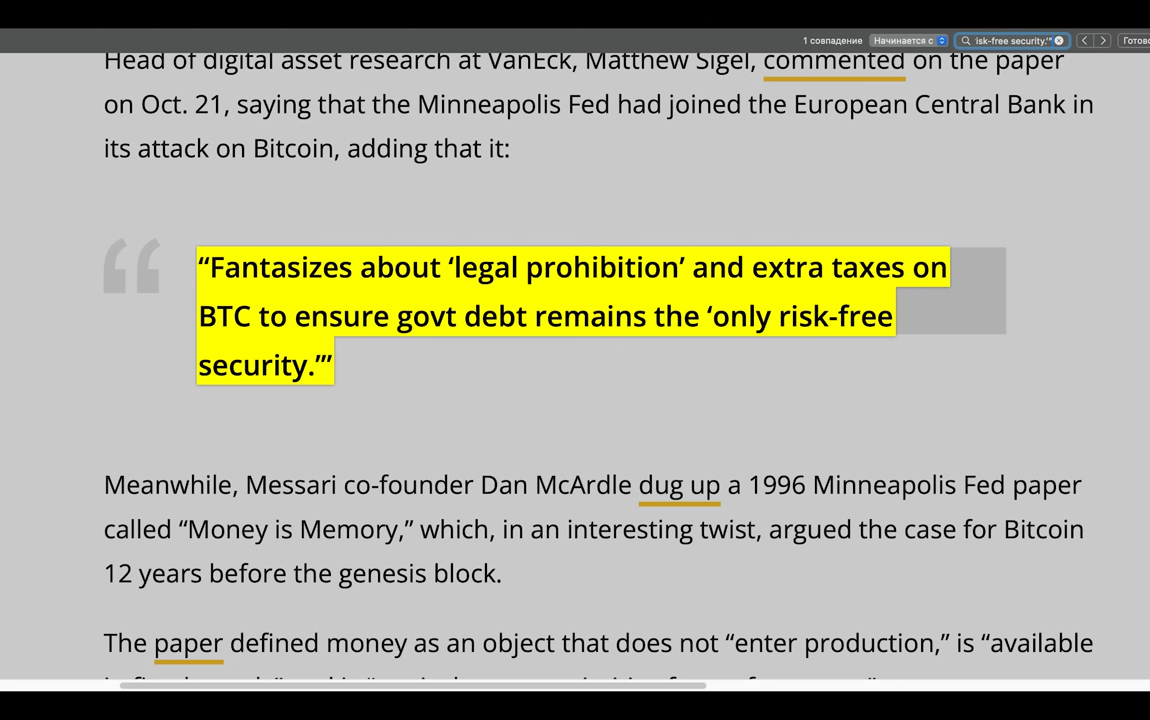 1 совпадение Начинается с isk-free security.'" Готово
Head of digital asset research at VanEck, Matthew Sigel, commented on the paper
on Oct. 21, saying that the Minneapolis Fed had joined the European Central Bank in
its attack on Bitcoin, adding that it:
“Fantasizes about ‘legal prohibition’ and extra taxes on
BTC to ensure govt debt remains the ‘only risk-free
security.’”
Meanwhile, Messari co-founder Dan McArdle dug up a 1996 Minneapolis Fed paper
called “Money is Memory,” which, in an interesting twist, argued the case for Bitcoin
12 years before the genesis block.
The paper defined money as an object that does not “enter production,” is “available